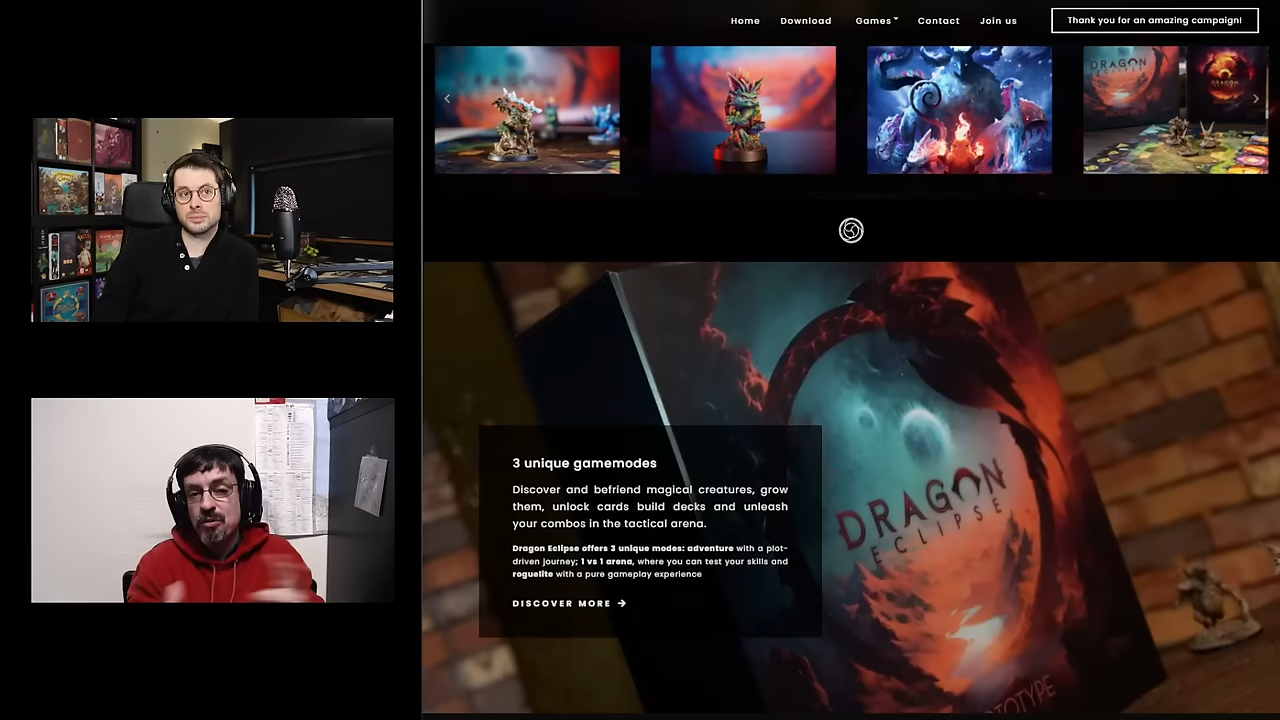 Home Download Games Contact Join us Thank you for an amazing campaign!
DRAGON
ECLIPSE
3 unique gamemodes
Discover and befriend magical creatures, grow
them, unlock cards build decks and unleash
your combos in the tactical arena.
Dragon Eclipse offers 3 unique modes: adventure with a plot-
driven journey; 1 vs 1 arena, where you can test your skills and
roguelite with a pure gameplay experience
DISCOVER MORE →
DRAGON
ECLIPSE